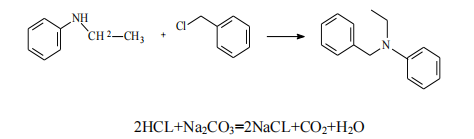 NH
CH2—CH3 + Cl N
2HCL+Na₂CO₃=2NaCL+CO₂+H₂O